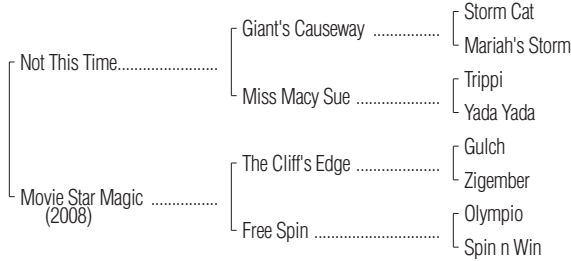 Storm Cat
Giant's Causeway ..................
Mariah's Storm
Not This Time........................
Trippi
Miss Macy Sue ......................
Yada Yada
Gulch
The Cliff's Edge .....................
Zigember
Movie Star Magic .................
(2008)
Olympio
Free Spin ................................
Spin n Win